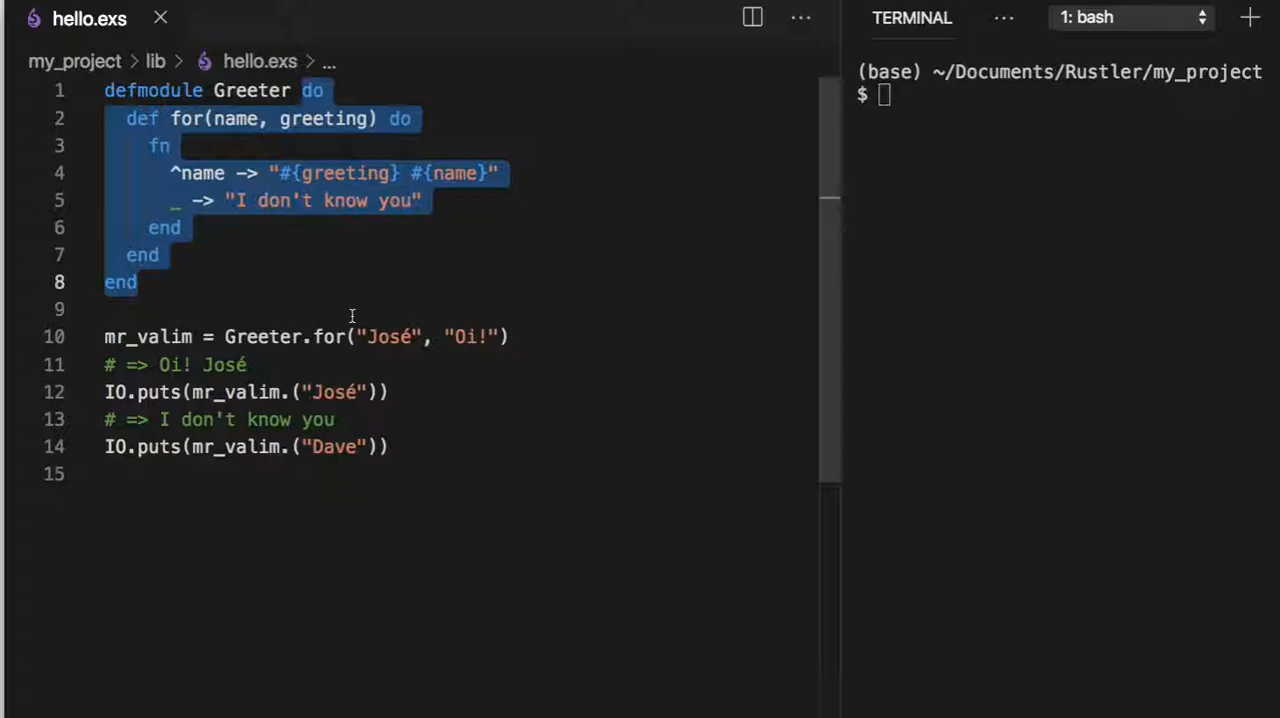 hello.exs
my_project > lib > hello.exs > ...
1 defmodule Greeter do
2   def for(name, greeting) do
3     fn
4       ^name -> "#{greeting} #{name}"
5       _ -> "I don't know you"
6     end
7   end
8 end
9
10 mr_valim = Greeter.for("José", "Oi!")
11 # => Oi! José
12 IO.puts(mr_valim.("José"))
13 # => I don't know you
14 IO.puts(mr_valim.("Dave"))
15
TERMINAL ... 1: bash
(base) ~/Documents/Rustler/my_project
$